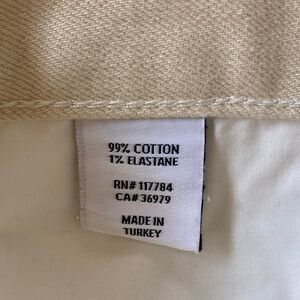 99% COTTON
1% ELASTANE
RN# 117784
CA# 36979
MADE IN
TURKEY